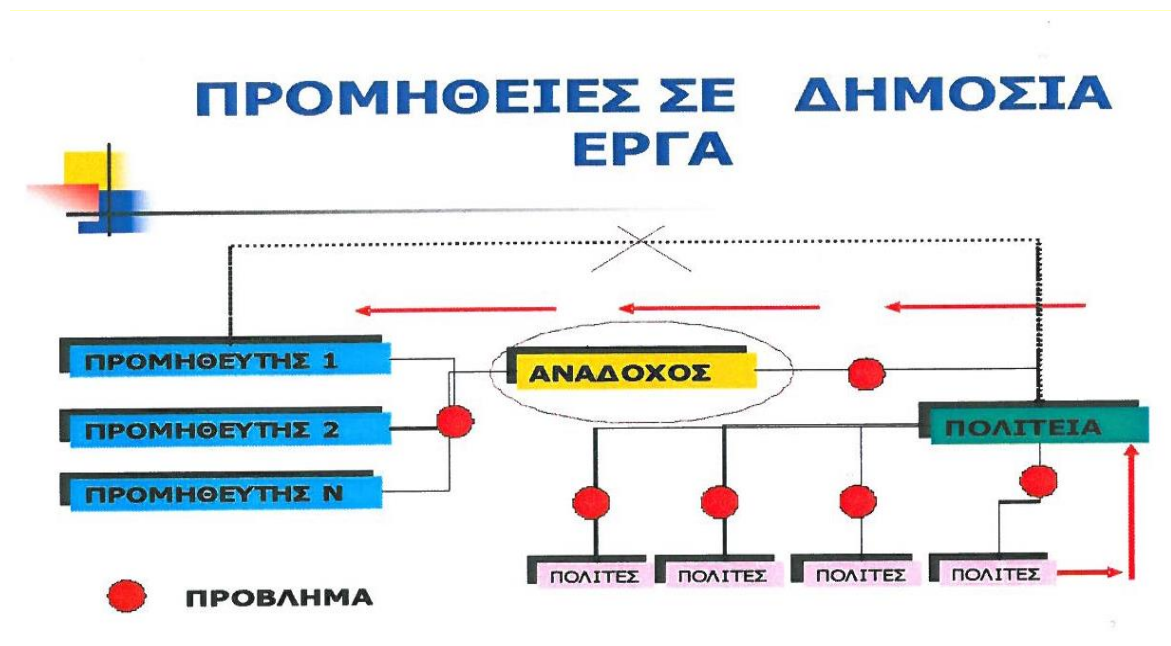 ΠΡΟΜΗΘΕΙΕΣ ΣΕ ΔΗΜΟΣΙΑ
ΕΡΓΑ
ΠΡΟΜΗΘΕΥΤΗΣ 1
ΑΝΑΔΟΧΟΣ
ΠΡΟΜΗΘΕΥΤΗΣ 2
ΠΟΛΙΤΕΙΑ
ΠΡΟΜΗΘΕΥΤΗΣ Ν
ΠΟΛΙΤΕΣ
ΠΟΛΙΤΕΣ
ΠΟΛΙΤΕΣ
ΠΟΛΙΤΕΣ
ΠΡΟΒΛΗΜΑ